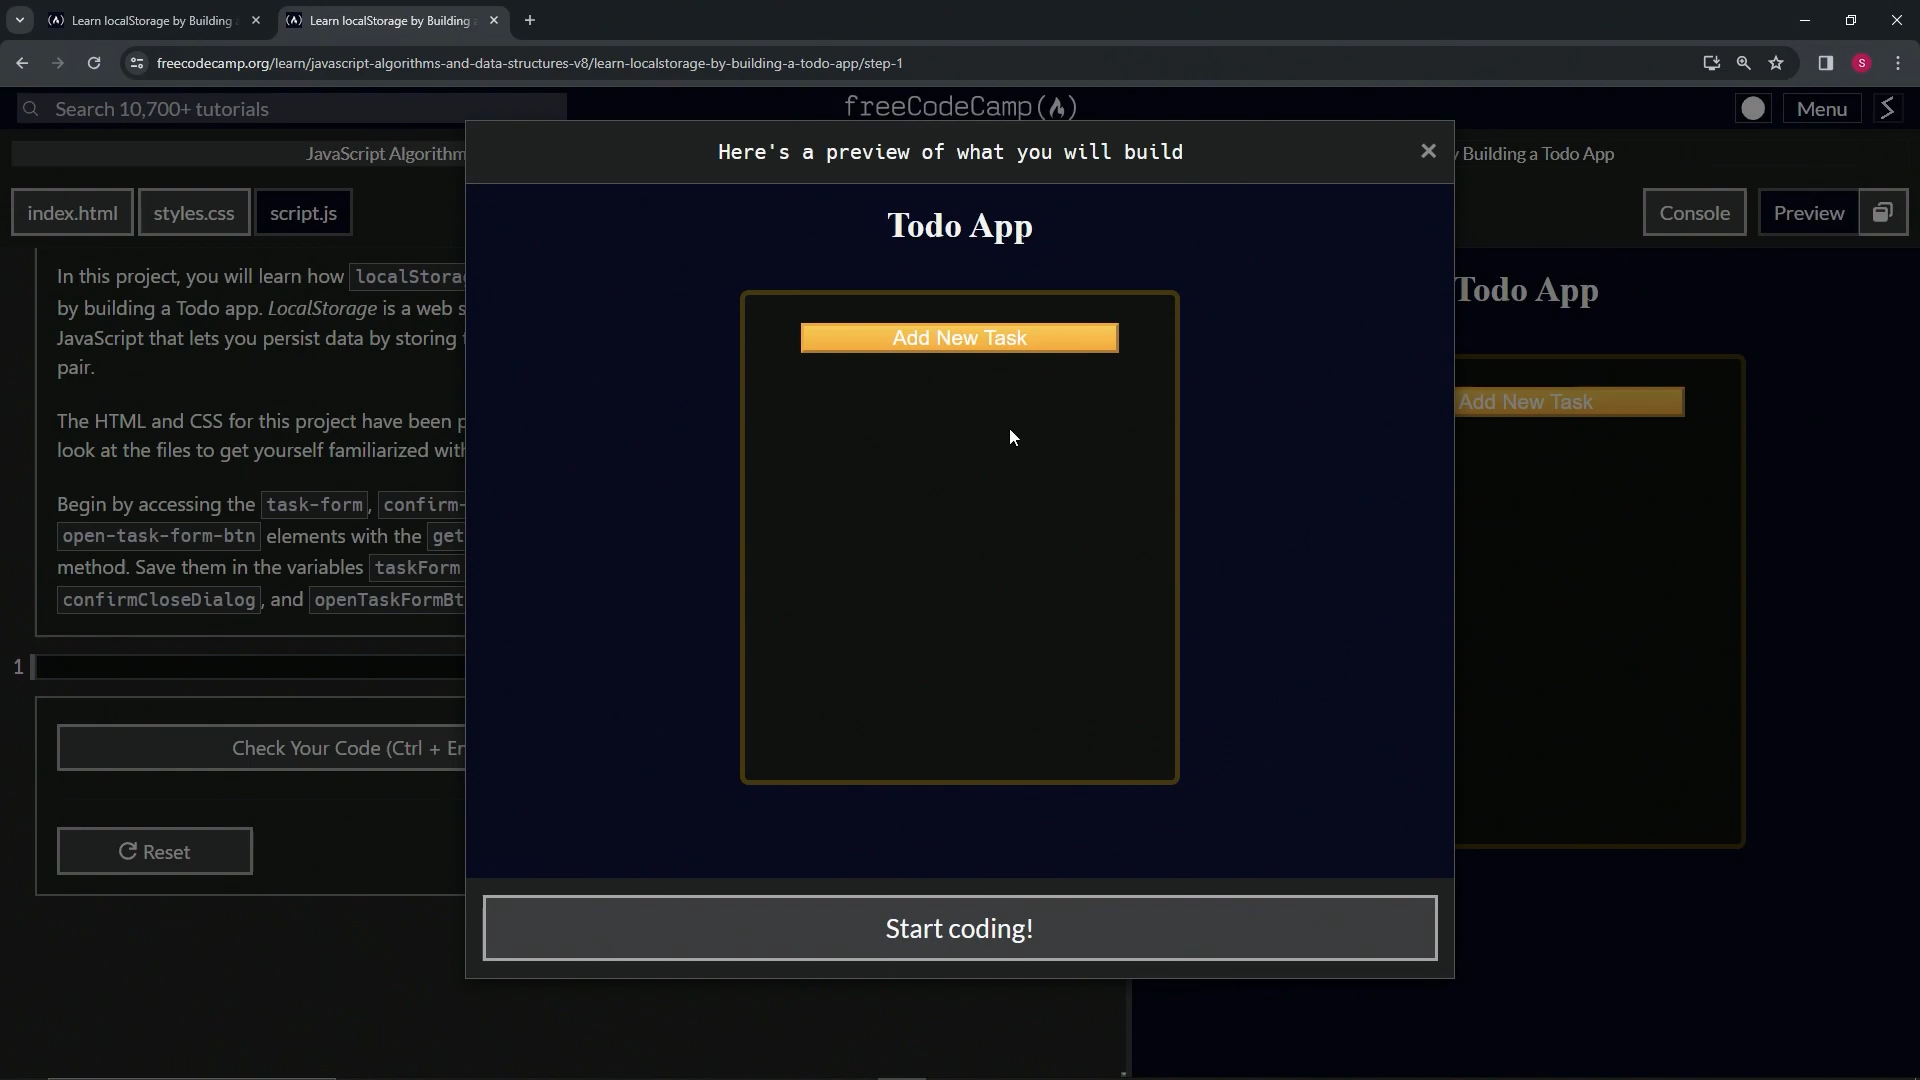 Learn localStorage by Building
Learn localStorage by Building
freecodecamp.org/learn/javascript-algorithms-and-data-structures-v8/learn-localstorage-by-building-a-todo-app/step-1
S
Search 10,700+ tutorials
freeCodeCamp
Menu
JavaScript Algorithm
Building a Todo App
Here's a preview of what you will build
index.html
styles.css
script.js
Console
Preview
Todo App
Add New Task
Start coding!
In this project, you will learn how localStorag
by building a Todo app. LocalStorage is a web s
JavaScript that lets you persist data by storing
pair.
The HTML and CSS for this project have been p
look at the files to get yourself familiarized with
Begin by accessing the task-form, confirm-
open-task-form-btn elements with the get
method. Save them in the variables taskForm
confirmCloseDialog, and openTaskFormBt
1
Check Your Code (Ctrl + En
Reset
Todo App
Add New Task